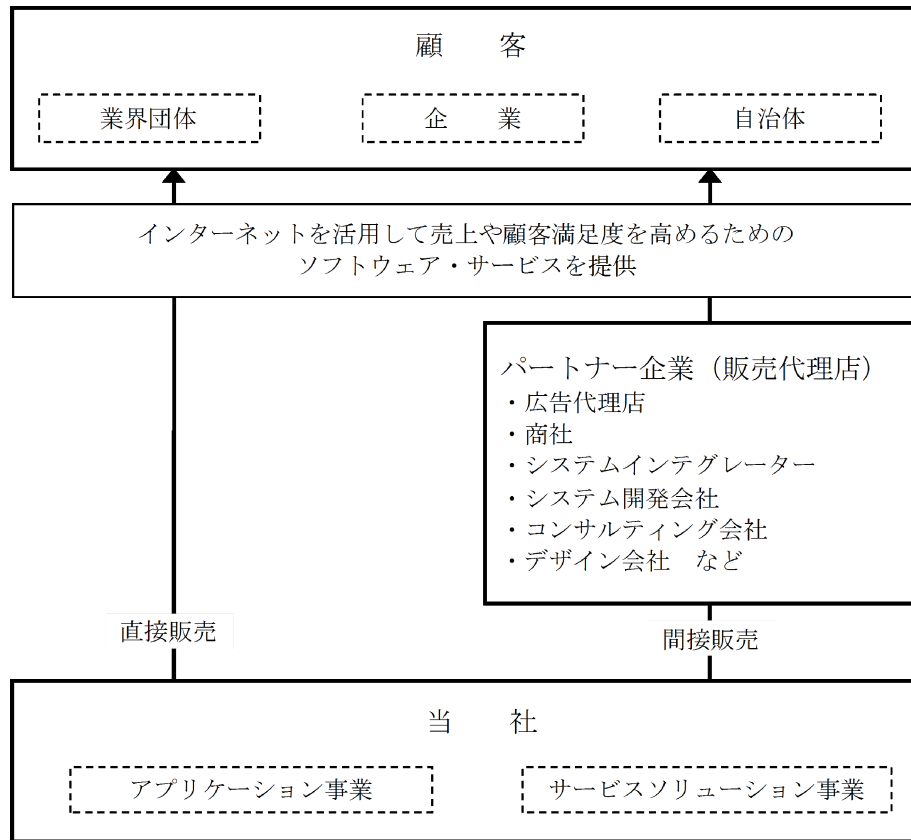 顧　　客
業界団体　企　　業　自治体
インターネットを活用して売上や顧客満足度を高めるための
ソフトウェア・サービスを提供
パートナー企業（販売代理店）
・広告代理店
・商社
・システムインテグレーター
・システム開発会社
・コンサルティング会社
・デザイン会社　など
直接販売　間接販売
当　　社
アプリケーション事業　サービスソリューション事業